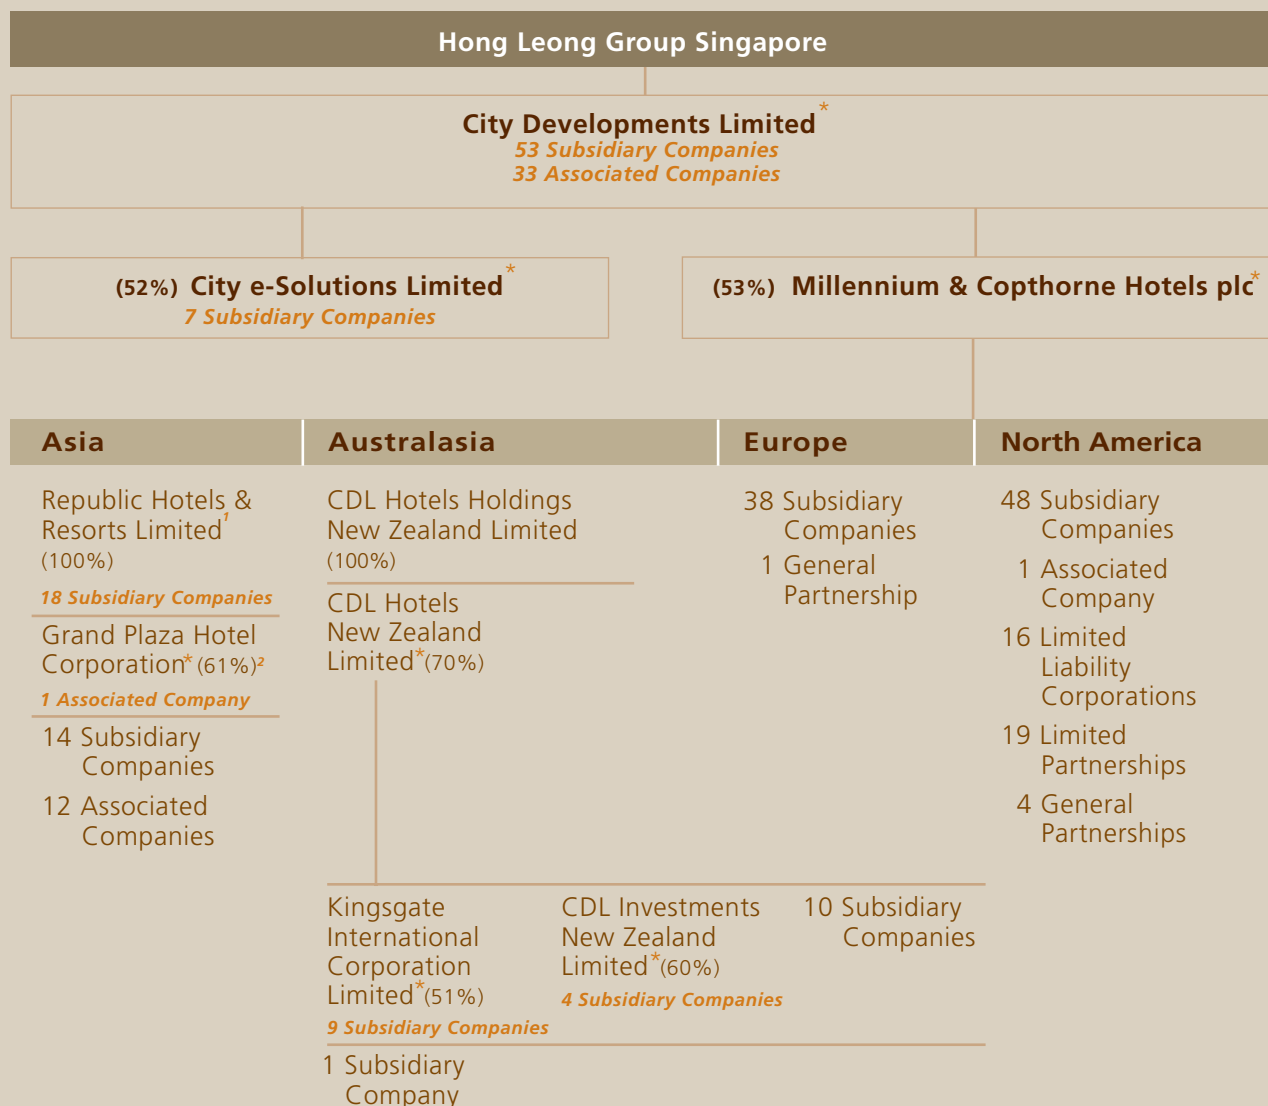 Hong Leong Group Singapore
City Developments Limited*
53 Subsidiary Companies
33 Associated Companies
(52%) City e-Solutions Limited*
7 Subsidiary Companies
(53%) Millennium & Copthorne Hotels plc*
Asia
Republic Hotels &
Resorts Limited1
(100%)
18 Subsidiary Companies
Grand Plaza Hotel
Corporation* (61%)2
1 Associated Company
14 Subsidiary
Companies
12 Associated
Companies
Australasia
CDL Hotels Holdings
New Zealand Limited
(100%)
CDL Hotels
New Zealand
Limited* (70%)
Kingsgate
International
Corporation
Limited* (51%)
9 Subsidiary Companies
CDL Investments
New Zealand
Limited* (60%)
4 Subsidiary Companies
10 Subsidiary
Companies
1 Subsidiary
Company
Europe
38 Subsidiary
Companies
1 General
Partnership
North America
48 Subsidiary
Companies
1 Associated
Company
16 Limited
Liability
Corporations
19 Limited
Partnerships
4 General
Partnerships